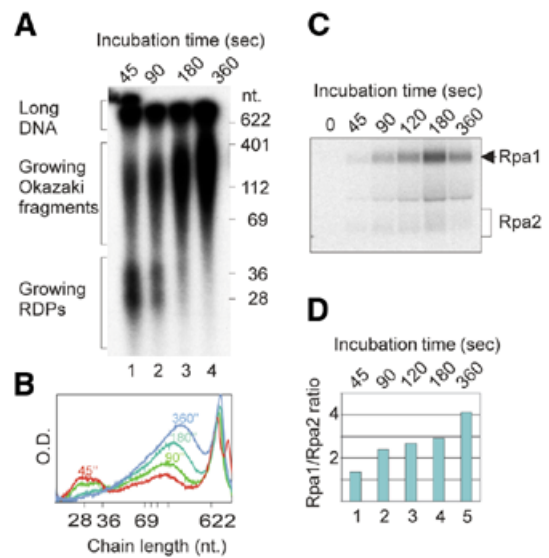 A
Incubation time (sec)
45 90 180 360
nt.
Long
DNA
622
401
Growing
Okazaki
fragments
112
69
Growing
RDPs
36
28
1 2 3 4
B
O.D.
360"
180"
90"
45"
28 36 69 622
Chain length (nt.)
C
Incubation time (sec)
0 45 90 120 180 360
Rpa1
Rpa2
D
Incubation time (sec)
45 90 120 180 360
Rpa1/Rpa2 ratio
4
2
1 2 3 4 5